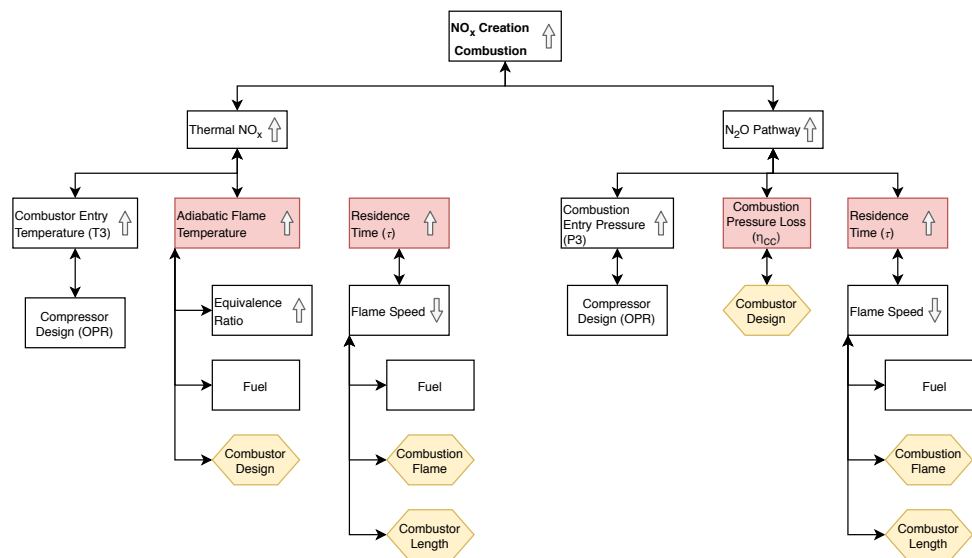 NOx Creation
Combustion
Thermal NOx
N2O Pathway
Combustor Entry
Temperature (T3)
Adiabatic Flame
Temperature
Residence
Time (τ)
Combustion
Entry Pressure
(P3)
Combustion
Pressure Loss
(ηCC)
Residence
Time (τ)
Compressor
Design (OPR)
Equivalence
Ratio
Flame Speed
Compressor
Design (OPR)
Combustor
Design
Flame Speed
Fuel
Fuel
Fuel
Combustor
Design
Combustion
Flame
Combustion
Flame
Combustor
Length
Combustor
Length